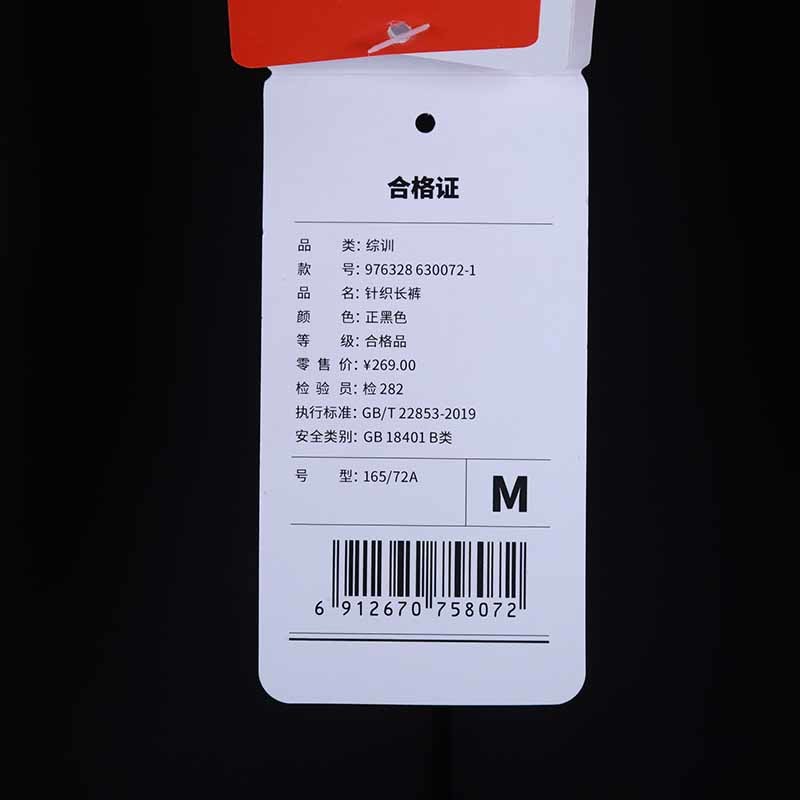 合格证
品 类：综训
款 号：976328 630072-1
品 名：针织长裤
颜 色：正黑色
等 级：合格品
零 售 价：¥269.00
检 验 员：检 282
执行标准：GB/T 22853-2019
安全类别：GB 18401 B类
号 型：165/72A
M
6 912670 758072